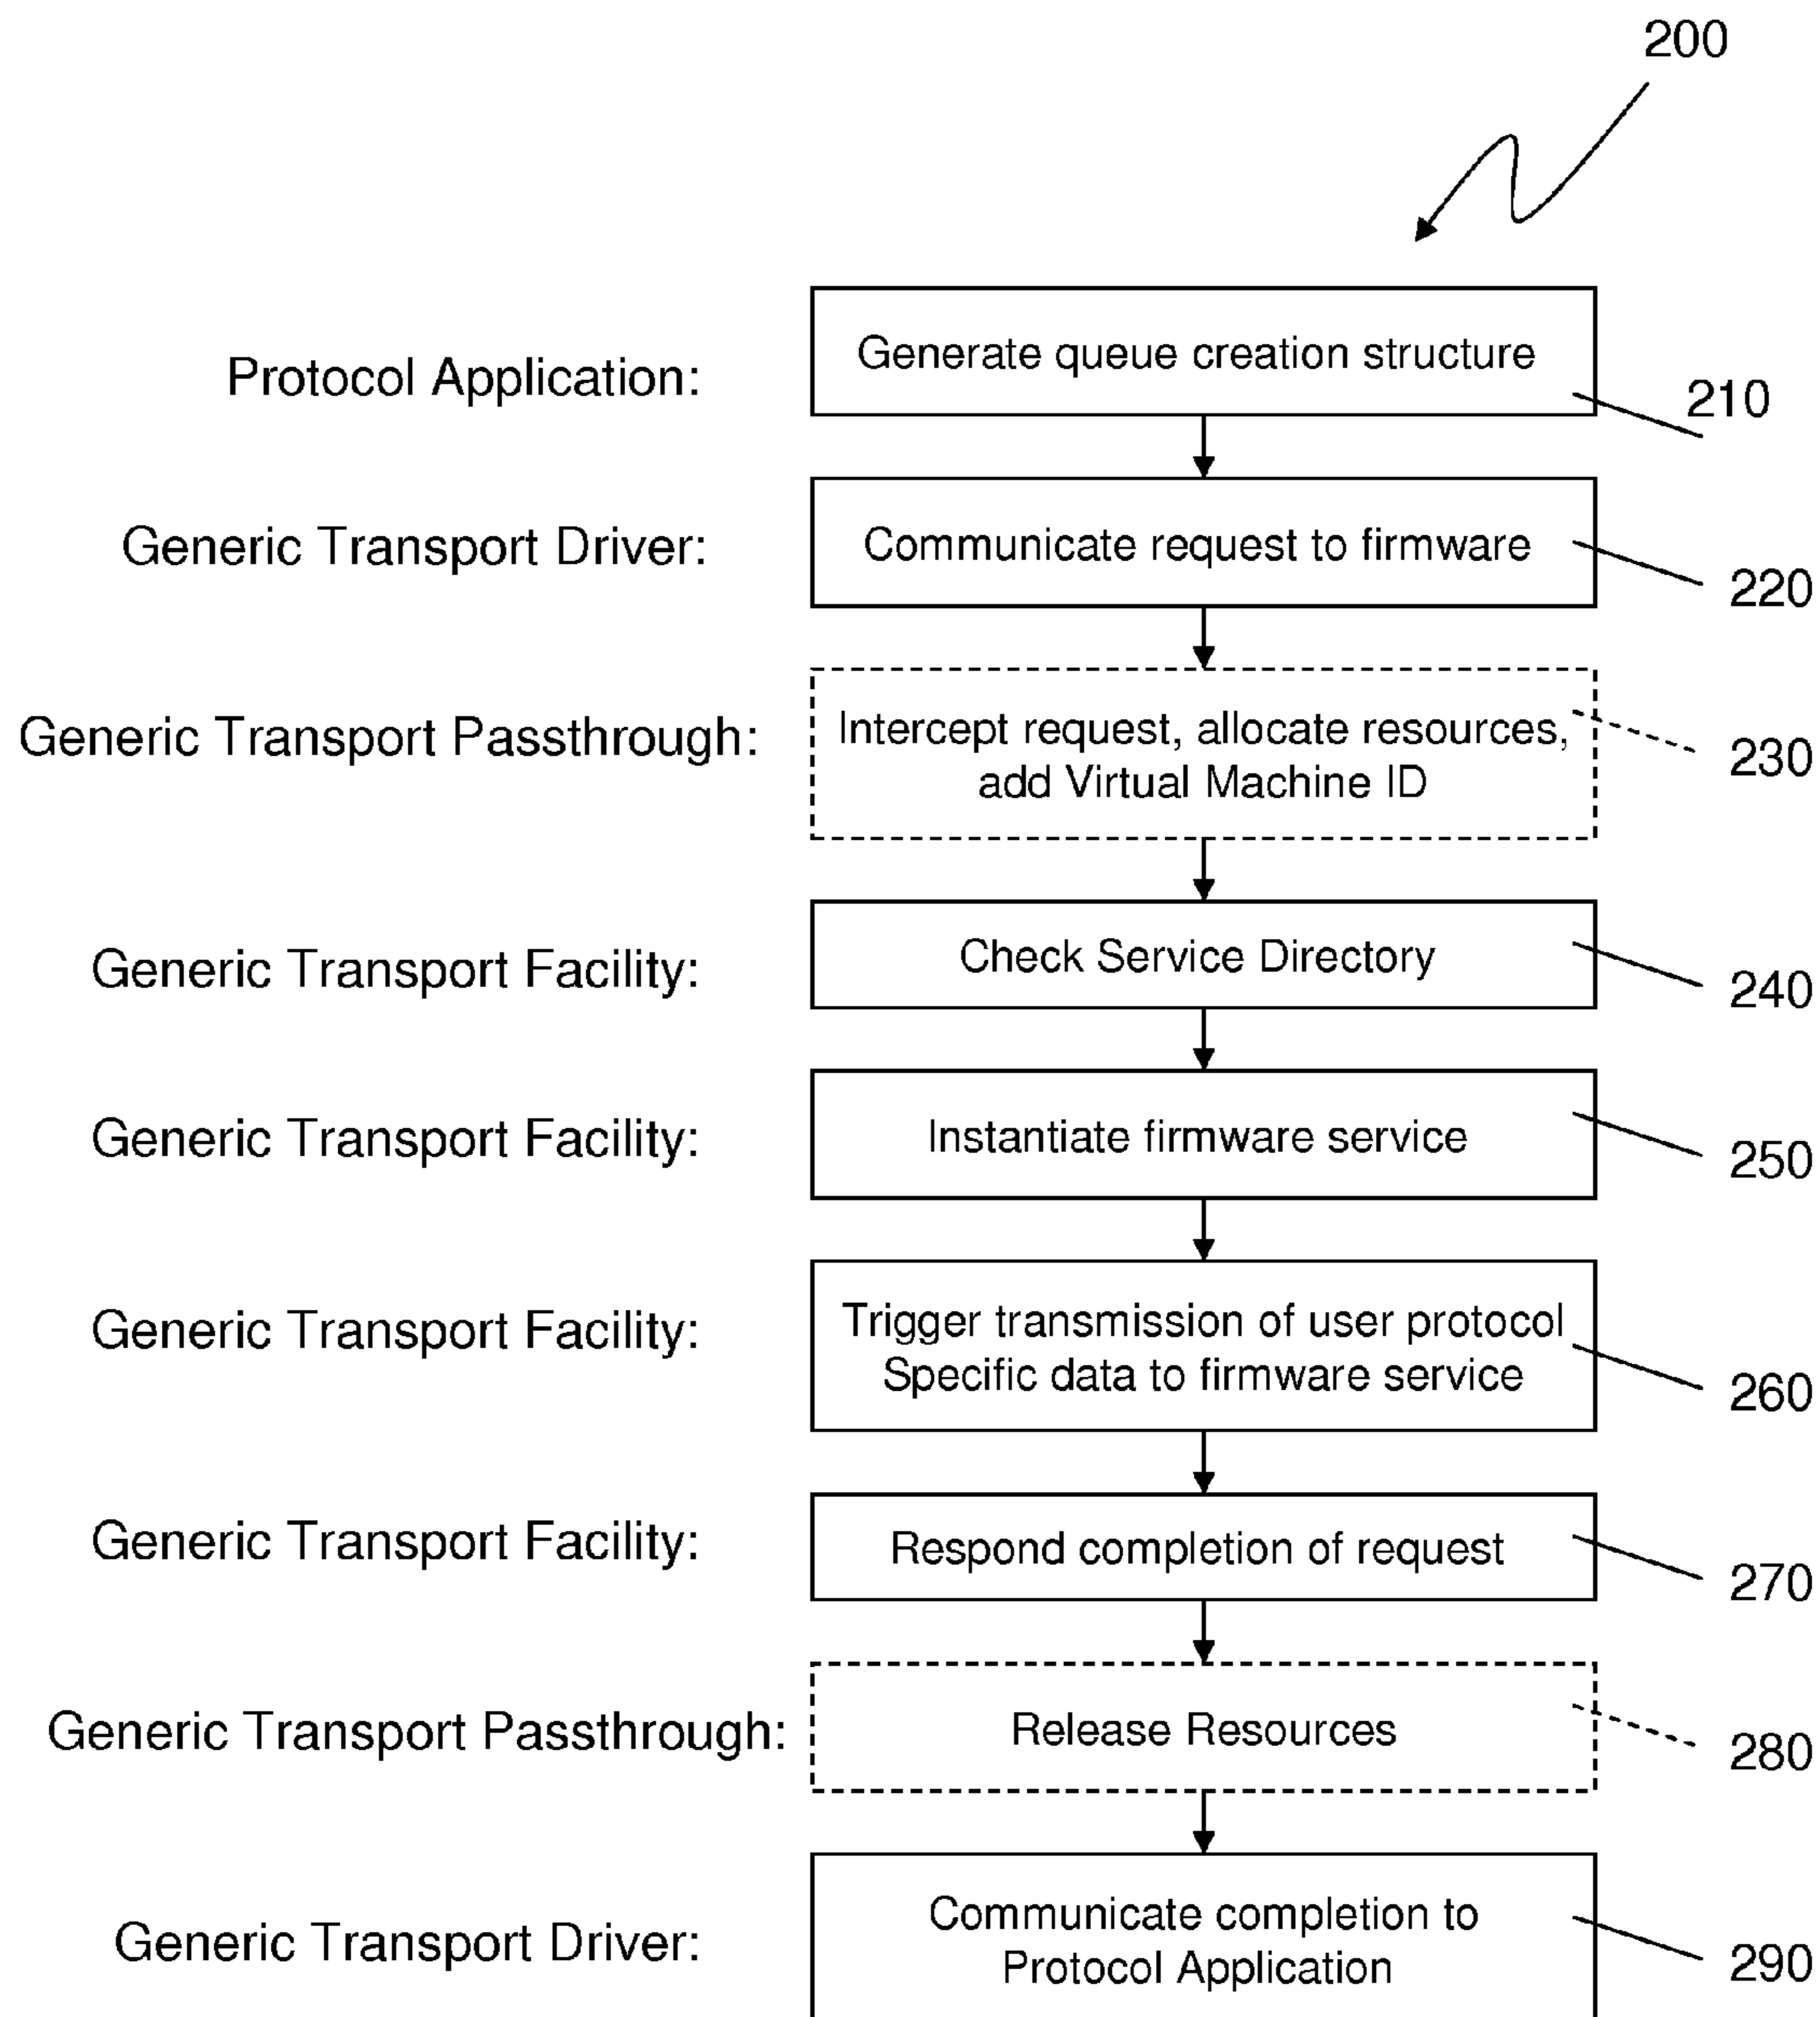 200
Protocol Application:
Generate queue creation structure
210
Generic Transport Driver:
Communicate request to firmware
220
Generic Transport Passthrough:
Intercept request, allocate resources,
add Virtual Machine ID
230
Generic Transport Facility:
Check Service Directory
240
Generic Transport Facility:
Instantiate firmware service
250
Generic Transport Facility:
Trigger transmission of user protocol
Specific data to firmware service
260
Generic Transport Facility:
Respond completion of request
270
Generic Transport Passthrough:
Release Resources
280
Generic Transport Driver:
Communicate completion to
Protocol Application
290